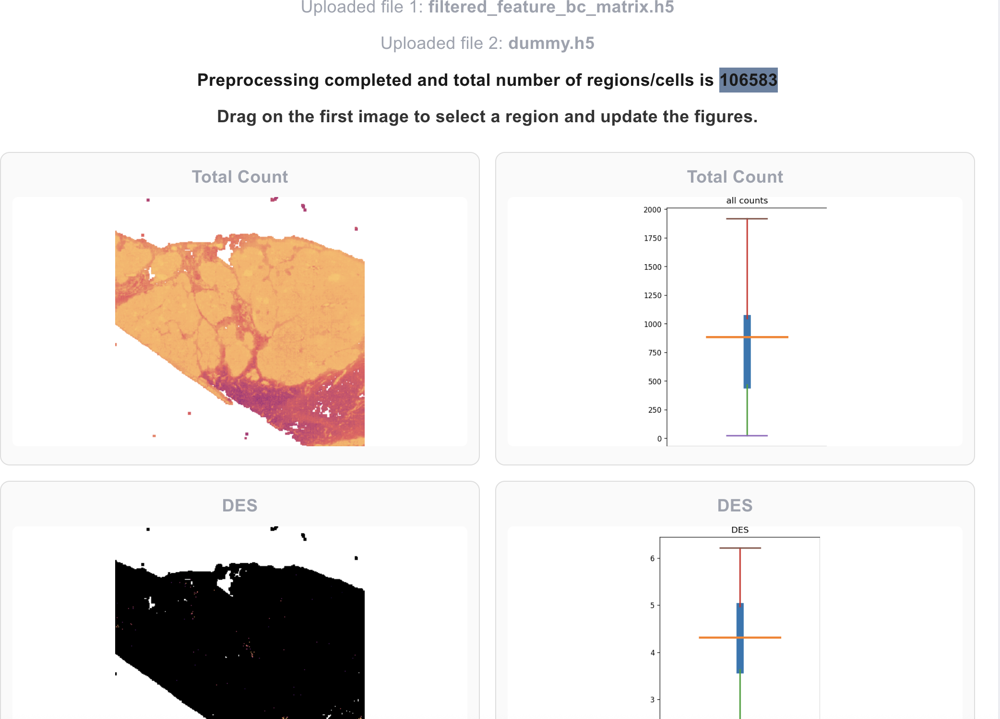 Uploaded file 1: filtered_feature_bc_matrix.h5
Uploaded file 2: dummy.h5
Preprocessing completed and total number of regions/cells is 106583
Drag on the first image to select a region and update the figures.
Total Count
Total Count
all counts
2000
1750
1500
1250
1000
750
500
250
0
DES
DES
DES
6
5
4
3